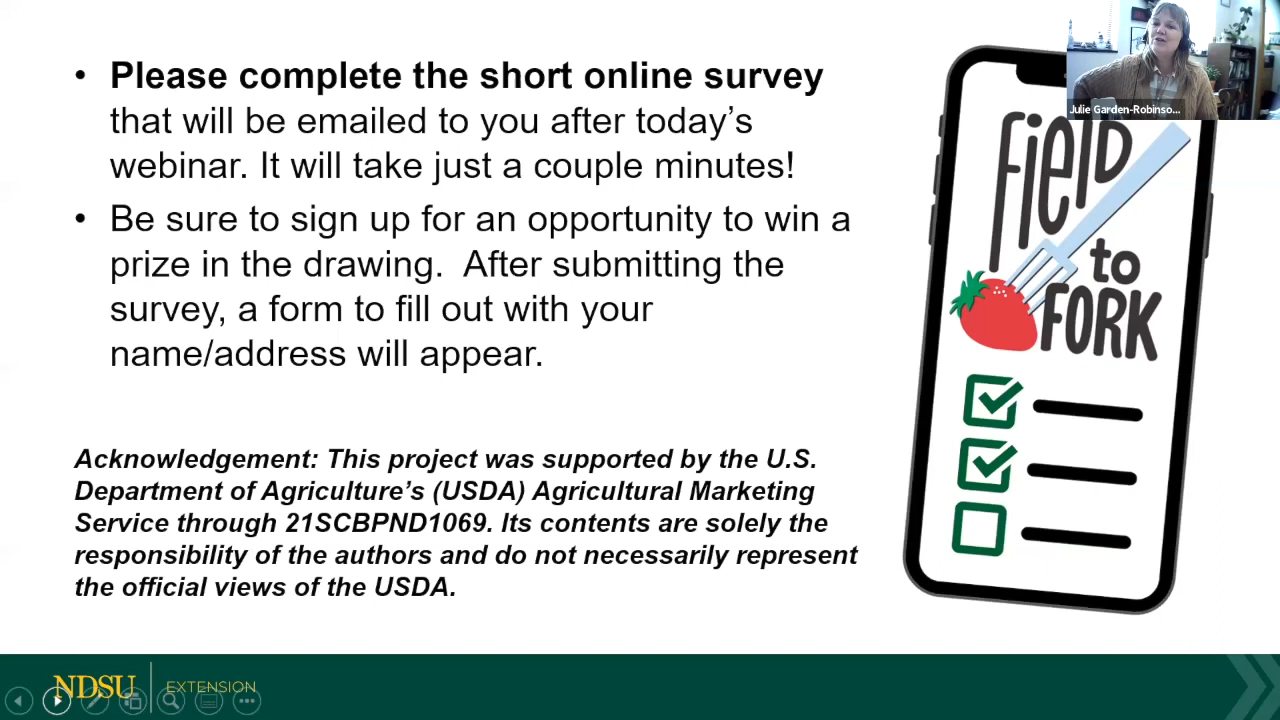 • Please complete the short online survey
that will be emailed to you after today’s
webinar. It will take just a couple minutes!
• Be sure to sign up for an opportunity to win a
prize in the drawing.  After submitting the
survey, a form to fill out with your
name/address will appear.
Acknowledgement: This project was supported by the U.S.
Department of Agriculture’s (USDA) Agricultural Marketing
Service through 21SCBPND1069. Its contents are solely the
responsibility of the authors and do not necessarily represent
the official views of the USDA.
Julie Garden-Robinso...
FiElD
to
FORK
NDSU
EXTENSION